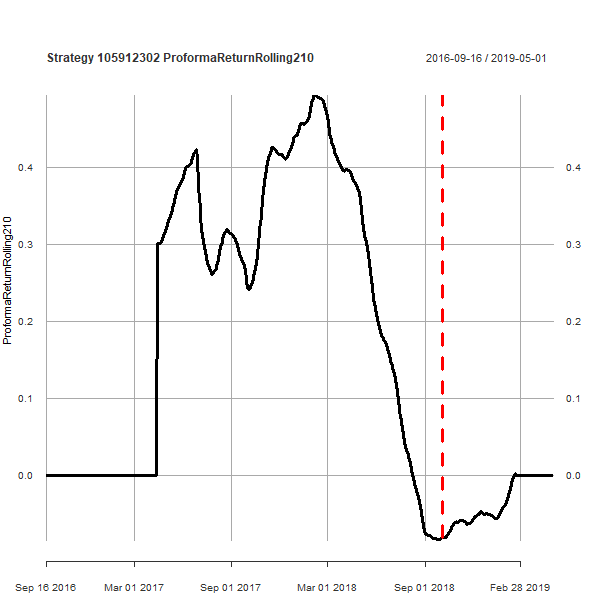 Strategy 105912302 ProformaReturnRolling210
2016-09-16 / 2019-05-01
ProformaReturnRolling210
0.4
0.3
0.2
0.1
0.0
0.4
0.3
0.2
0.1
0.0
Sep 16 2016
Mar 01 2017
Sep 01 2017
Mar 01 2018
Sep 01 2018
Feb 28 2019